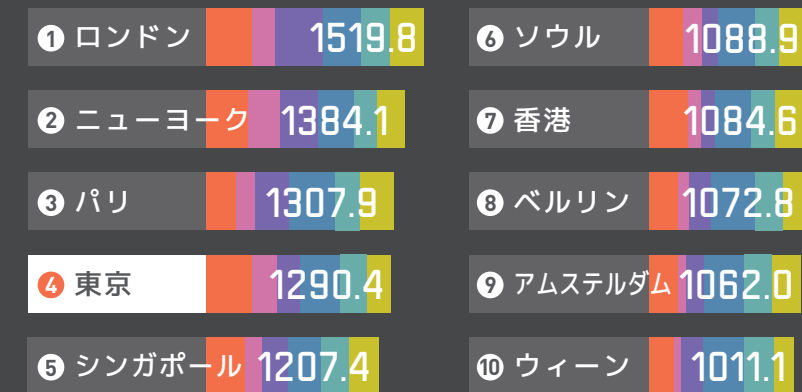 ❶ ロンドン 1519.8
❷ ニューヨーク 1384.1
❸ パリ 1307.9
❹ 東京 1290.4
❺ シンガポール 1207.4
❻ ソウル 1088.9
❼ 香港 1084.6
❽ ベルリン 1072.8
❾ アムステルダム 1062.0
❿ ウィーン 1011.1